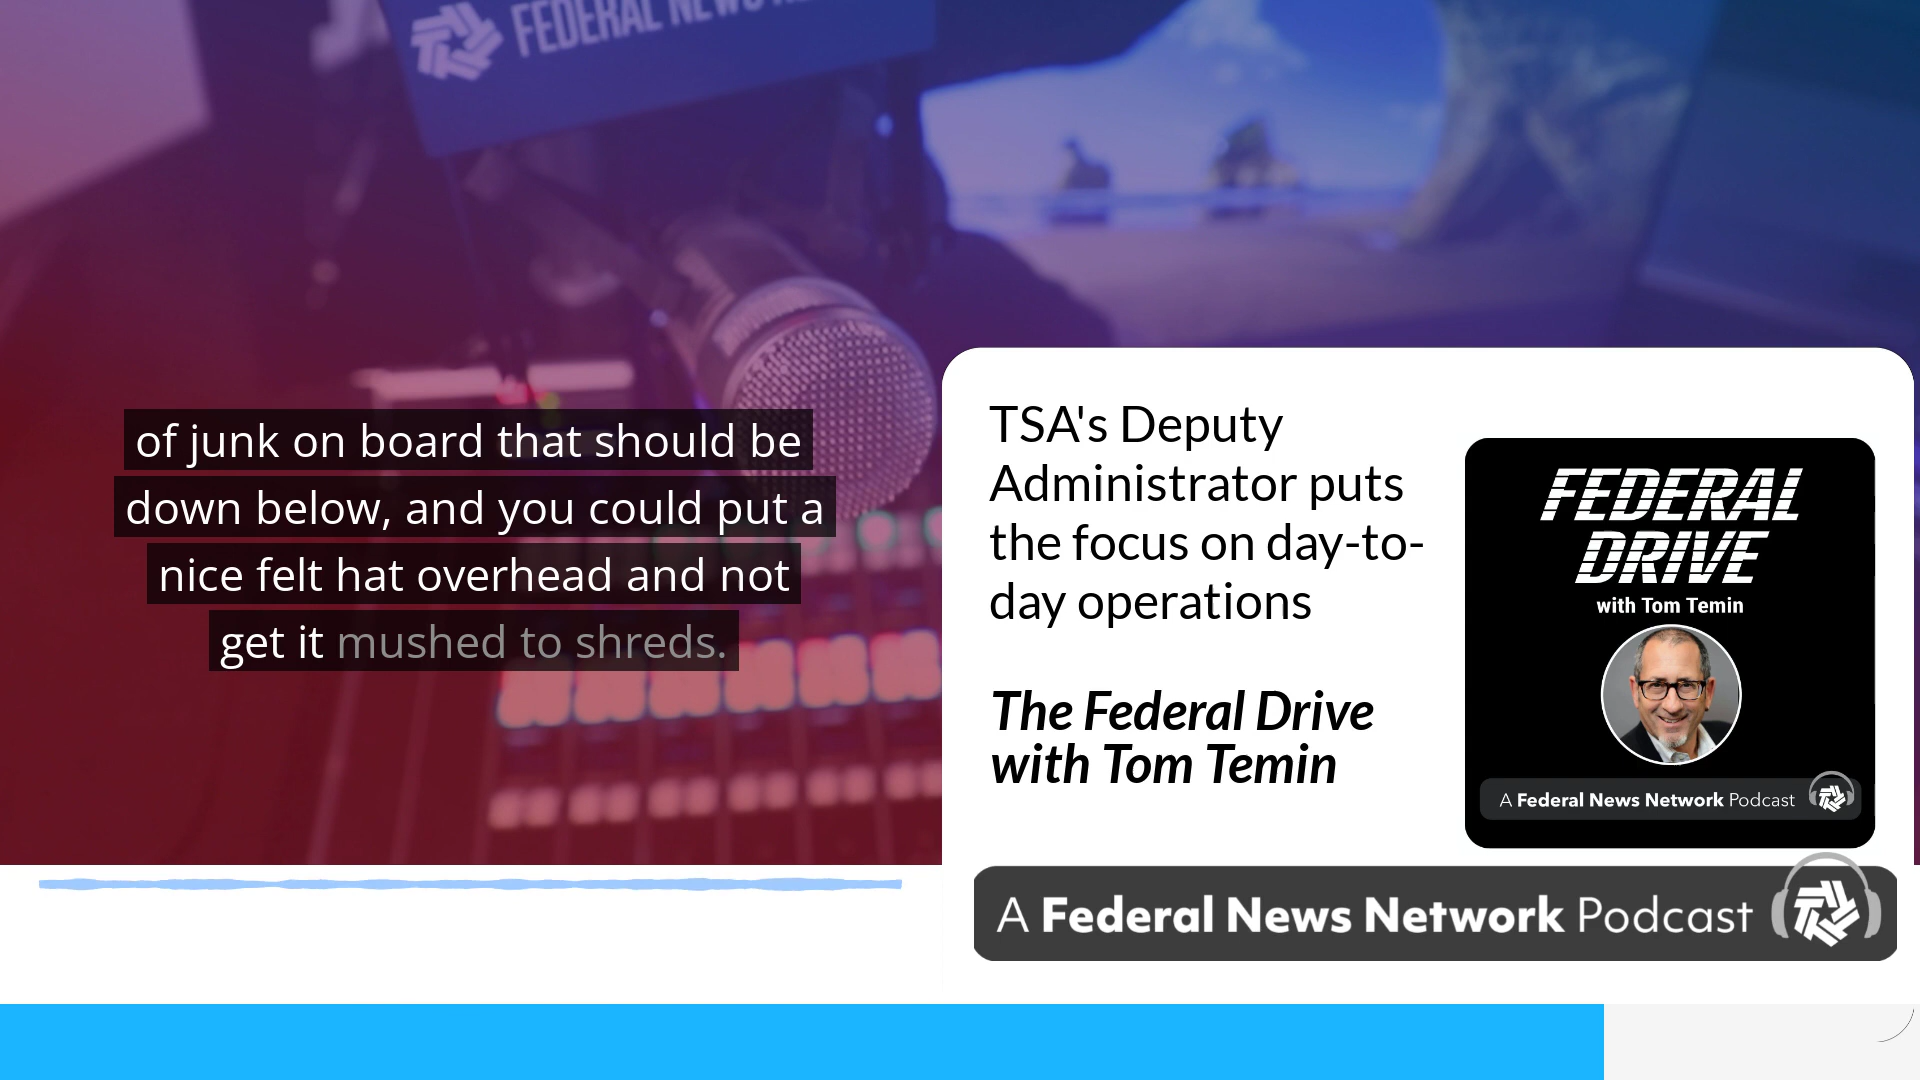 FEDERAL NEWS
of junk on board that should be
down below, and you could put a
nice felt hat overhead and not
get it mushed to shreds.
TSA's Deputy
Administrator puts
the focus on day-to-
day operations
The Federal Drive
with Tom Temin
FEDERAL
DRIVE
with Tom Temin
A Federal News Network Podcast
A Federal News Network Podcast